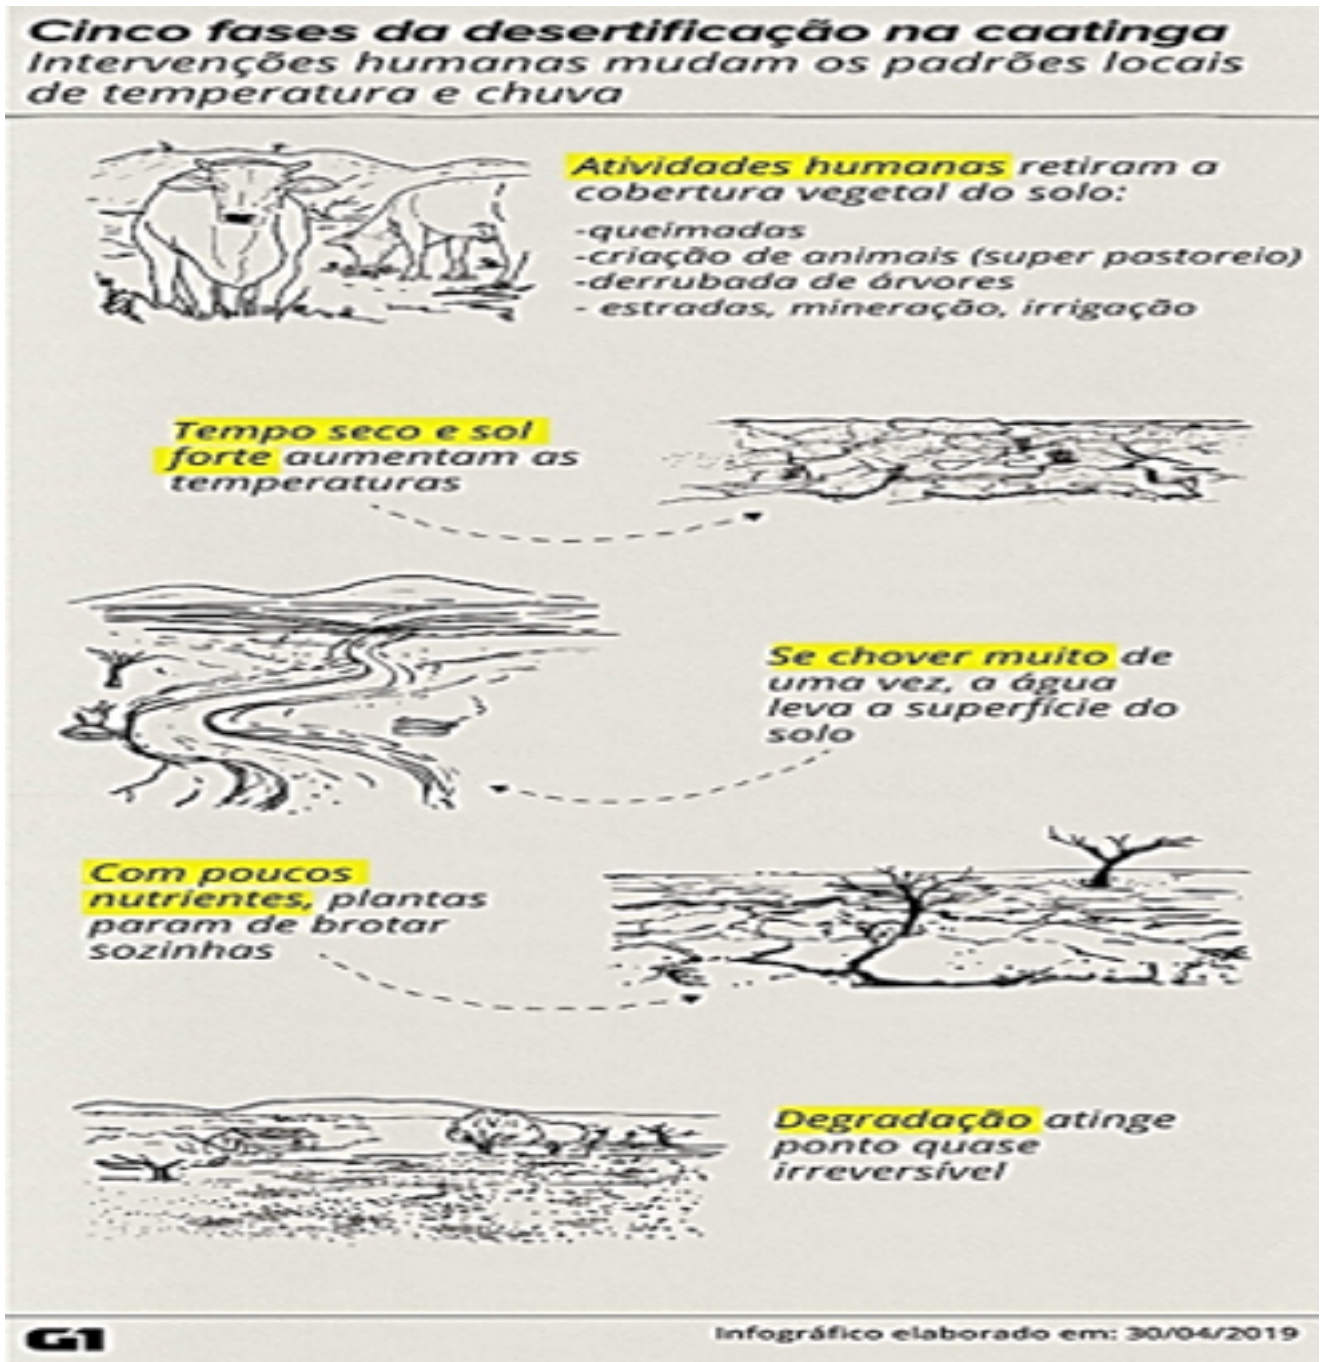 Cinco fases da desertificação na caatinga
Intervenções humanas mudam os padrões locais
de temperatura e chuva
Atividades humanas retiram a
cobertura vegetal do solo:
-queimadas
-criação de animais (super pastoreio)
-derrubada de árvores
- estradas, mineração, irrigação
Tempo seco e sol
forte aumentam as
temperaturas
Se chover muito de
uma vez, a água
leva a superfície do
solo
Com poucos
nutrientes, plantas
param de brotar
sozinhas
Degradação atinge
ponto quase
irreversível
G1
Infográfico elaborado em: 30/04/2019